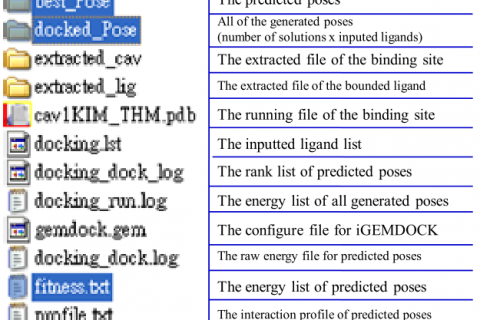 best_Pose The predicted poses
docked_Pose All of the generated poses
(number of solutions x inputed ligands)
extracted_cav The extracted file of the binding site
extracted_lig The extracted file of the bounded ligand
cav1KIM_THM.pdb The running file of the binding site
docking.lst The inputted ligand list
docking_dock_log The rank list of predicted poses
docking_run.log The energy list of all generated poses
gemdock.gem The configure file for iGEMDOCK
docking_dock.log The raw energy file for predicted poses
fitness.txt The energy list of predicted poses
profile.txt The interaction profile of predicted poses